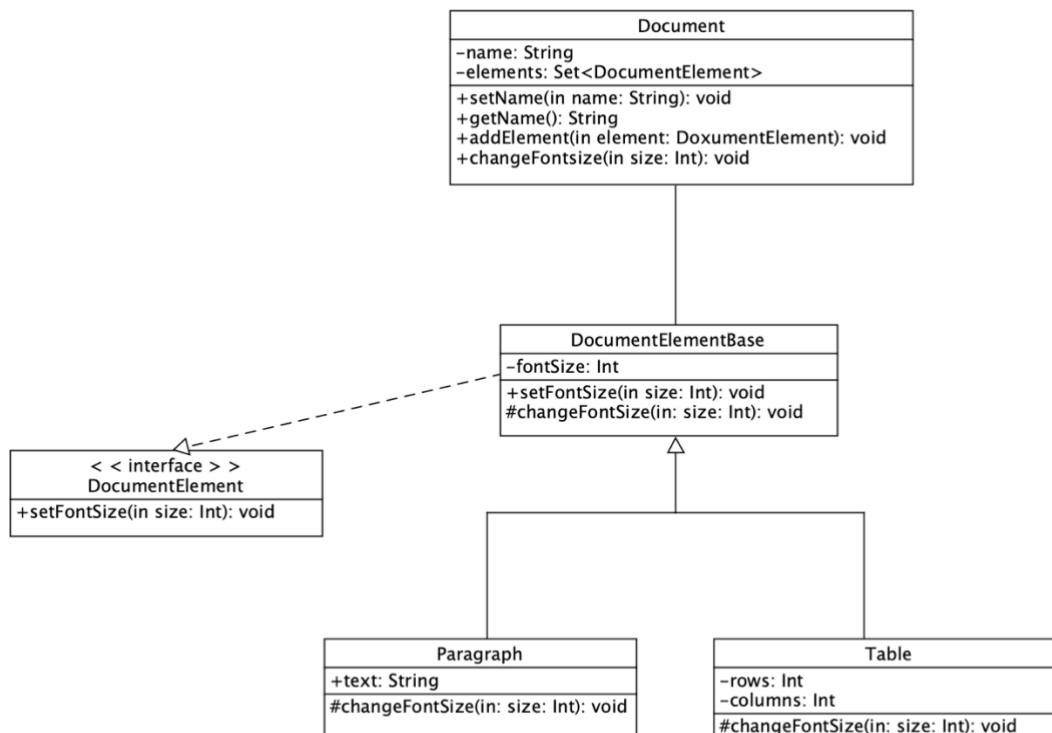 Document
-name: String
-elements: Set<DocumentElement>
+setName(in name: String): void
+getName(): String
+addElement(in element: DoxumentElement): void
+changeFontsize(in size: Int): void
DocumentElementBase
-fontSize: Int
+setFontSize(in size: Int): void
#changeFontSize(in: size: Int): void
< < interface > >
DocumentElement
+setFontSize(in size: Int): void
Paragraph
+text: String
#changeFontSize(in: size: Int): void
Table
-rows: Int
-columns: Int
#changeFontSize(in: size: Int): void